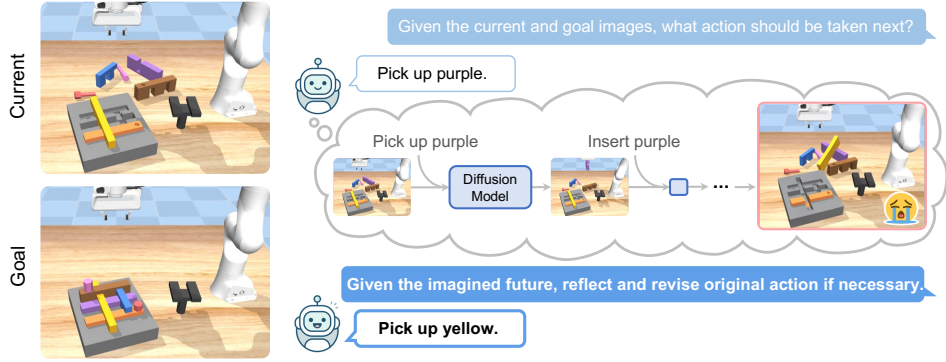 Current
Goal
Given the current and goal images, what action should be taken next?
Pick up purple.
Pick up purple
Insert purple
Diffusion
Model
...
Given the imagined future, reflect and revise original action if necessary.
Pick up yellow.